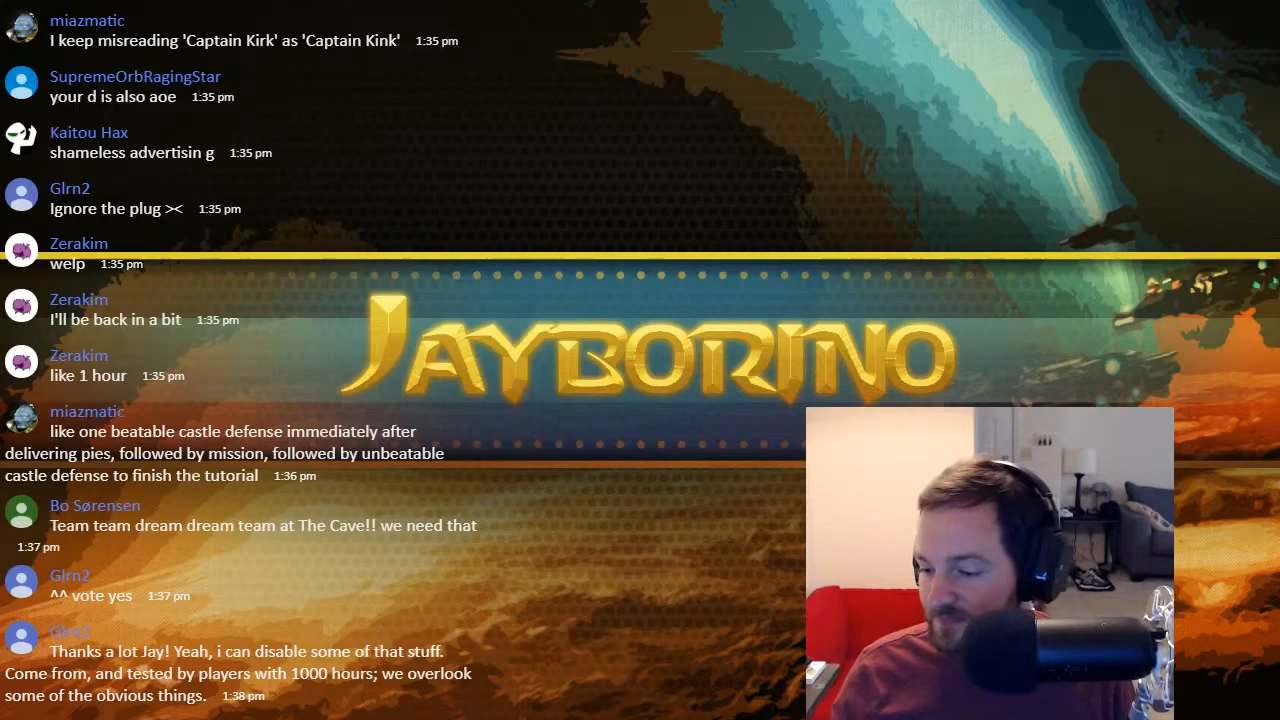 miazmatic
I keep misreading 'Captain Kirk' as 'Captain Kink' 1:35 pm
SupremeOrbRagingStar
your d is also aoe 1:35 pm
Kaitou Hax
shameless advertisin g 1:35 pm
Glrn2
Ignore the plug >< 1:35 pm
Zerakim
welp 1:35 pm
Zerakim
I'll be back in a bit 1:35 pm
Zerakim
like 1 hour 1:35 pm
JAYBORINO
miazmatic
like one beatable castle defense immediately after
delivering pies, followed by mission, followed by unbeatable
castle defense to finish the tutorial 1:36 pm
Bo Sørensen
Team team dream dream team at The Cave!! we need that
1:37 pm
Glrn2
^^ vote yes 1:37 pm
Glrn2
Thanks a lot Jay! Yeah, i can disable some of that stuff.
Come from, and tested by players with 1000 hours; we overlook
some of the obvious things. 1:38 pm